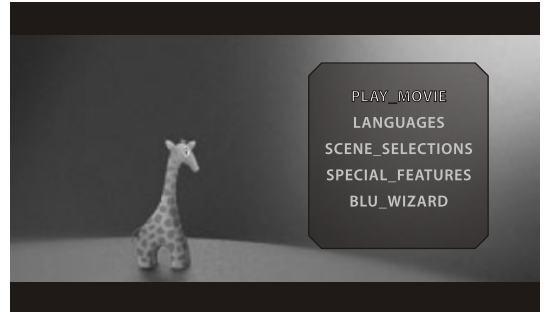 PLAY_MOVIE
LANGUAGES
SCENE_SELECTIONS
SPECIAL_FEATURES
BLU_WIZARD